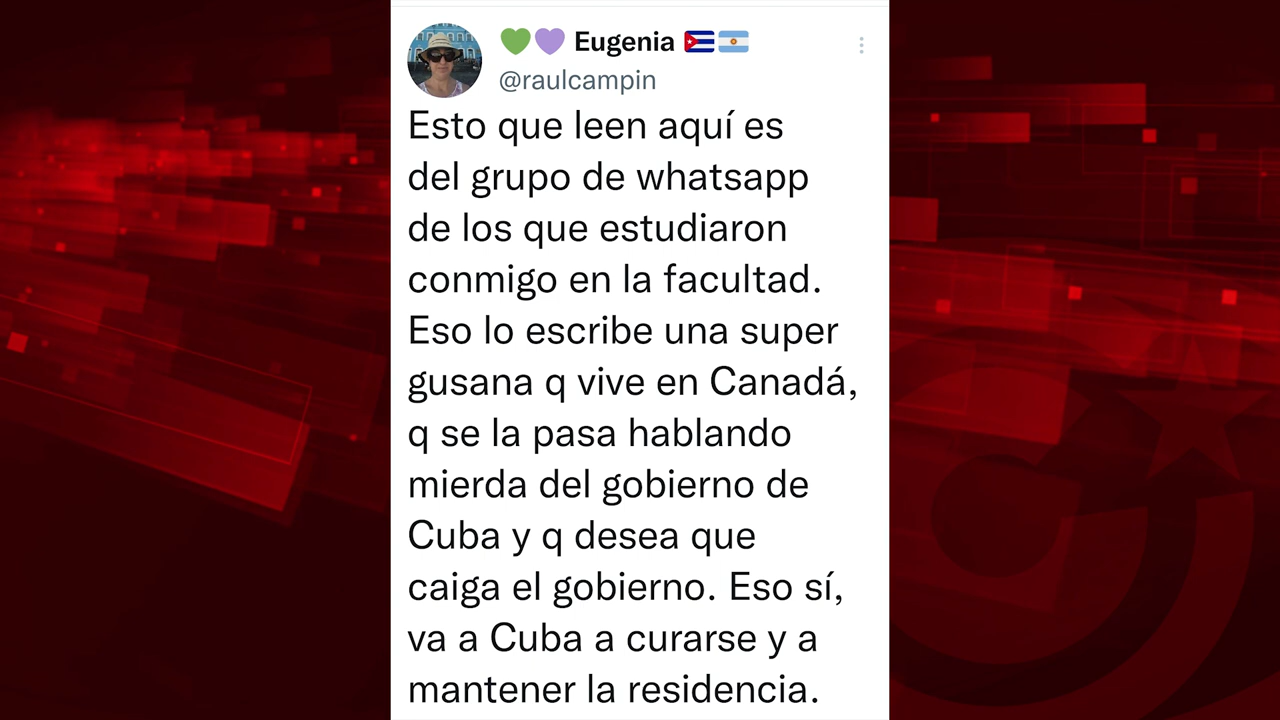 💚💜 Eugenia 🇨🇺🇦🇷
@raulcampin
Esto que leen aquí es
del grupo de whatsapp
de los que estudiaron
conmigo en la facultad.
Eso lo escribe una super
gusana q vive en Canadá,
q se la pasa hablando
mierda del gobierno de
Cuba y q desea que
caiga el gobierno. Eso sí,
va a Cuba a curarse y a
mantener la residencia.